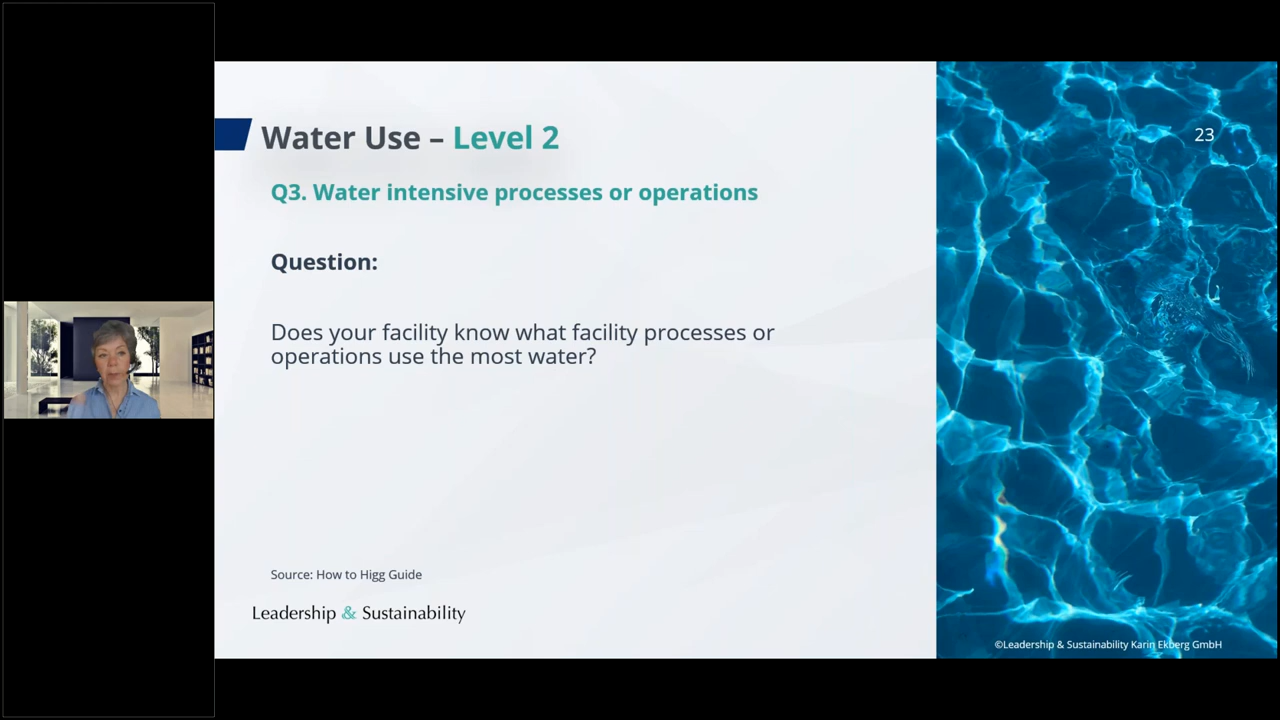 Water Use – Level 2
23
Q3. Water intensive processes or operations
Question:
Does your facility know what facility processes or
operations use the most water?
Source: How to Higg Guide
Leadership & Sustainability
©Leadership & Sustainability Karin Ekberg GmbH